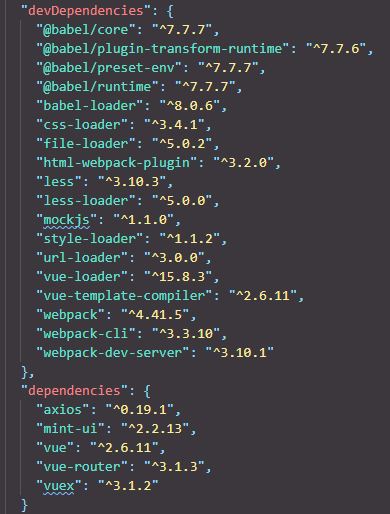 "devDependencies": {
"@babel/core": "^7.7.7",
"@babel/plugin-transform-runtime": "^7.7.6",
"@babel/preset-env": "^7.7.7",
"@babel/runtime": "^7.7.7",
"babel-loader": "^8.0.6",
"css-loader": "^3.4.1",
"file-loader": "^5.0.2",
"html-webpack-plugin": "^3.2.0",
"less": "^3.10.3",
"less-loader": "^5.0.0",
"mockjs": "^1.1.0",
"style-loader": "^1.1.2",
"url-loader": "^3.0.0",
"vue-loader": "^15.8.3",
"vue-template-compiler": "^2.6.11",
"webpack": "^4.41.5",
"webpack-cli": "^3.3.10",
"webpack-dev-server": "^3.10.1"
},
"dependencies": {
"axios": "^0.19.1",
"mint-ui": "^2.2.13",
"vue": "^2.6.11",
"vue-router": "^3.1.3",
"vuex": "^3.1.2"
}